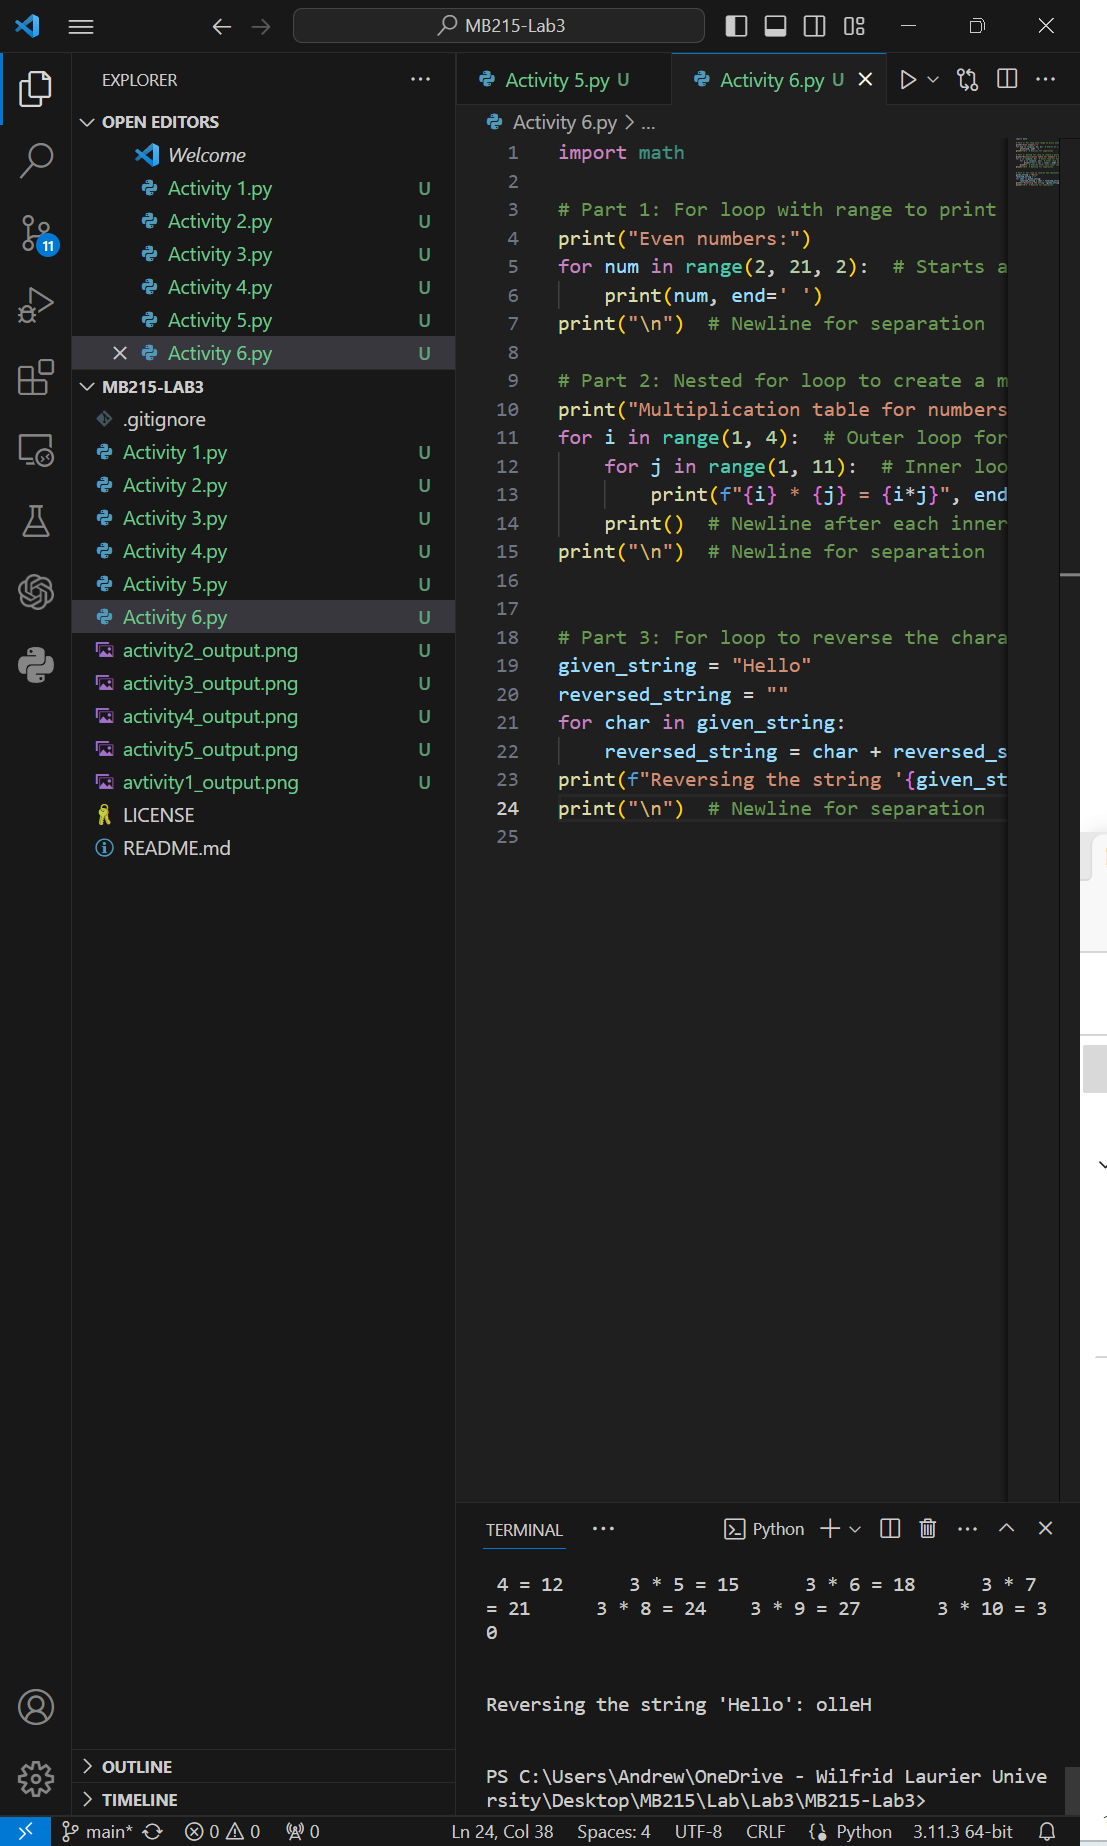 MB215-Lab3
EXPLORER
OPEN EDITORS
Welcome
Activity 1.py U
Activity 2.py U
Activity 3.py U
Activity 4.py U
Activity 5.py U
Activity 6.py U
MB215-LAB3
.gitignore
Activity 1.py U
Activity 2.py U
Activity 3.py U
Activity 4.py U
Activity 5.py U
Activity 6.py U
activity2_output.png U
activity3_output.png U
activity4_output.png U
activity5_output.png U
avtivity1_output.png U
LICENSE
README.md
OUTLINE
TIMELINE
11
Activity 5.py U
Activity 6.py U
Activity 6.py > ...
1 import math
2
3 # Part 1: For loop with range to print
4 print("Even numbers:")
5 for num in range(2, 21, 2):  # Starts a
6     print(num, end=' ')
7 print("\n")  # Newline for separation
8
9 # Part 2: Nested for loop to create a m
10 print("Multiplication table for numbers
11 for i in range(1, 4):  # Outer loop for
12     for j in range(1, 11):  # Inner loo
13         print(f"{i} * {j} = {i*j}", end
14     print()  # Newline after each inner
15 print("\n")  # Newline for separation
16
17
18 # Part 3: For loop to reverse the chara
19 given_string = "Hello"
20 reversed_string = ""
21 for char in given_string:
22     reversed_string = char + reversed_s
23 print(f"Reversing the string '{given_st
24 print("\n")  # Newline for separation
25
TERMINAL
Python
4 = 12      3 * 5 = 15      3 * 6 = 18      3 * 7
= 21      3 * 8 = 24    3 * 9 = 27       3 * 10 = 3
0
Reversing the string 'Hello': olleH
PS C:\Users\Andrew\OneDrive - Wilfrid Laurier Unive
rsity\Desktop\MB215\Lab\Lab3\MB215-Lab3>
main* 0 0 0 Ln 24, Col 38 Spaces: 4 UTF-8 CRLF Python 3.11.3 64-bit